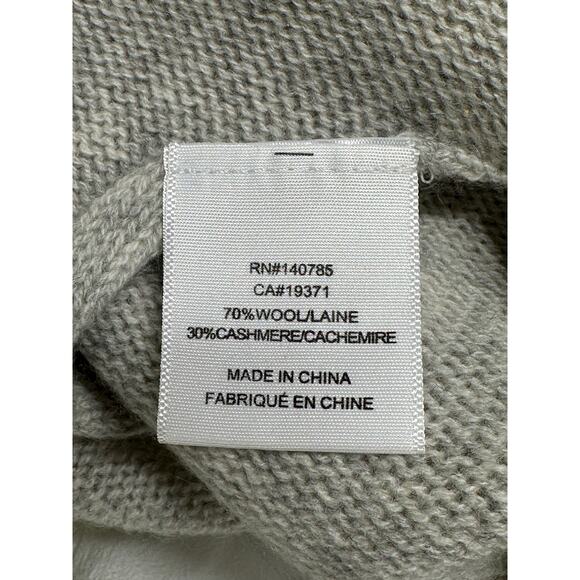 RN#140785
CA#19371
70%WOOL/LAINE
30%CASHMERE/CACHEMIRE
MADE IN CHINA
FABRIQUÉ EN CHINE